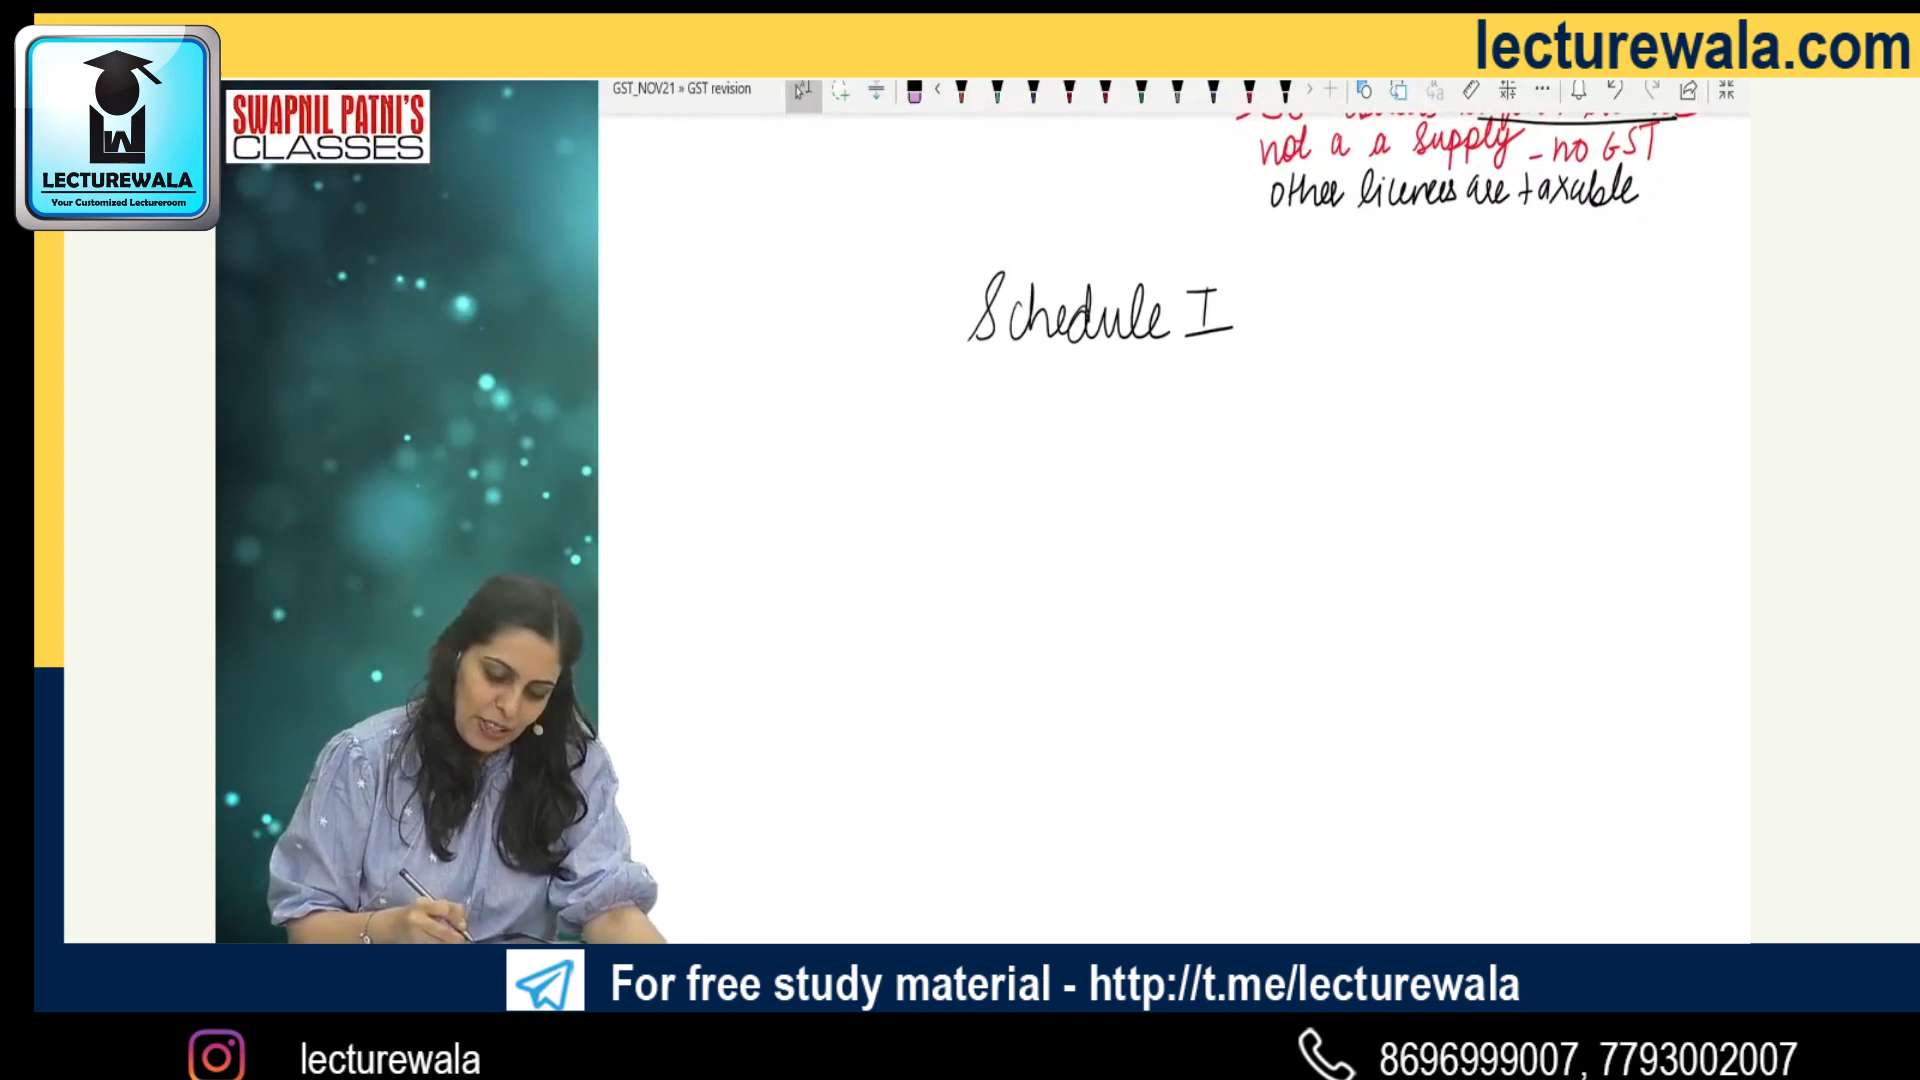 lecturewala.com
LW
LECTUREWALA
Your Customized Lectureroom
SWAPNIL PATNI'S
CLASSES
GST_NOV21 » GST revision
not a a supply - no GST
other licenses are taxable
Schedule I
For free study material - http://t.me/lecturewala
lecturewala
8696999007, 7793002007